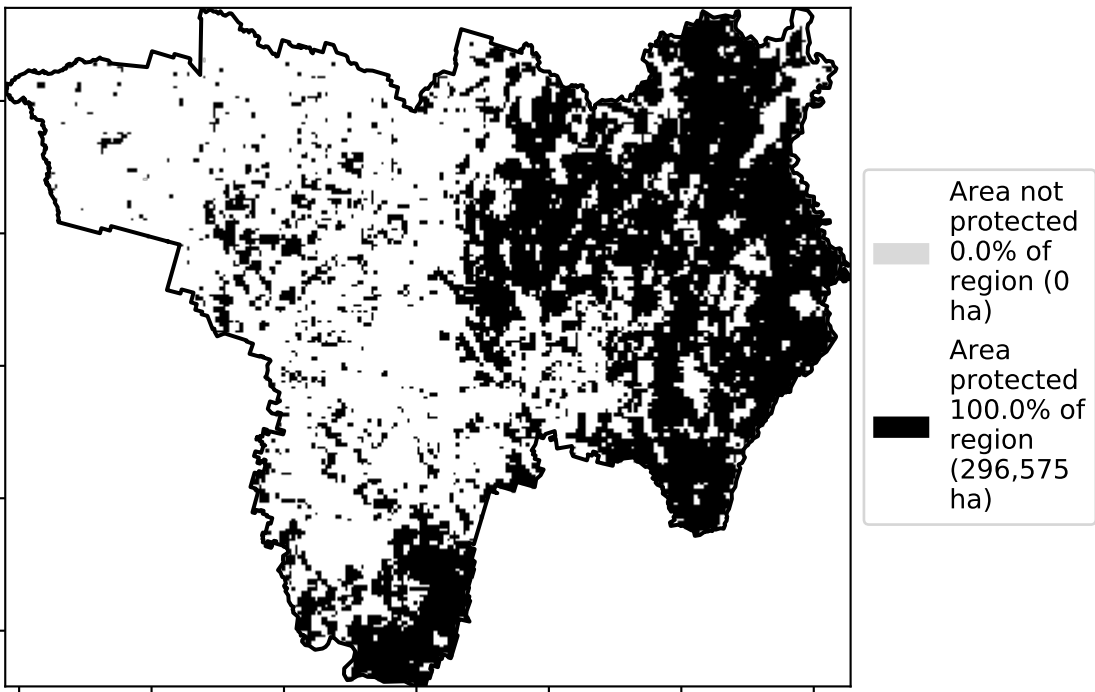 Area not
protected
0.0% of
region (0
ha)
Area
protected
100.0% of
region
(296,575
ha)